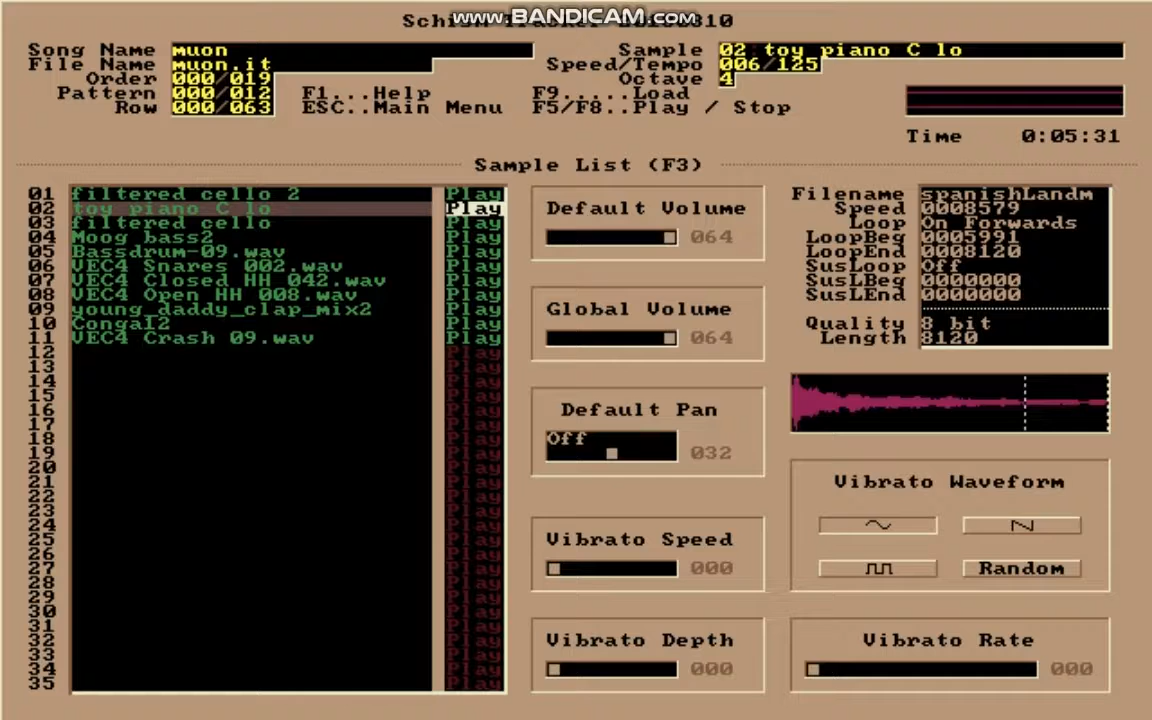 www.BANDICAM.com
Song Name muon
File Name muon.it
Order 000/019
Pattern 000/012
Row 000/063
F1...Help
ESC..Main Menu
Sample 02 toy piano C lo
Speed/Tempo 006/125
Octave 4
F9.....Load
F5/F8..Play / Stop
Time 0:05:31
Sample List (F3)
01 filtered cello 2 Play
02 toy piano C lo Play
03 filtered cello Play
04 Moog bass2 Play
05 Bassdrum-09.wav Play
06 VEC4 Snares 002.wav Play
07 VEC4 Closed HH 042.wav Play
08 VEC4 Open HH 008.wav Play
09 young_daddy_clap_mix2 Play
10 Conga12 Play
11 VEC4 Crash 09.wav Play
12 Play
13 Play
14 Play
15 Play
16 Play
17 Play
18 Play
19 Play
20 Play
21 Play
22 Play
23 Play
24 Play
25 Play
26 Play
27 Play
28 Play
29 Play
30 Play
31 Play
32 Play
33 Play
34 Play
35 Play
Default Volume
064
Global Volume
064
Default Pan
Off
032
Vibrato Speed
000
Vibrato Depth
000
Filename spanishLandm
Speed 0008579
Loop On Forwards
LoopBeg 0005991
LoopEnd 0008120
SusLoop Off
SusLBeg 0000000
SusLEnd 0000000
Quality 8 bit
Length 8120
Vibrato Waveform
Random
Vibrato Rate
000